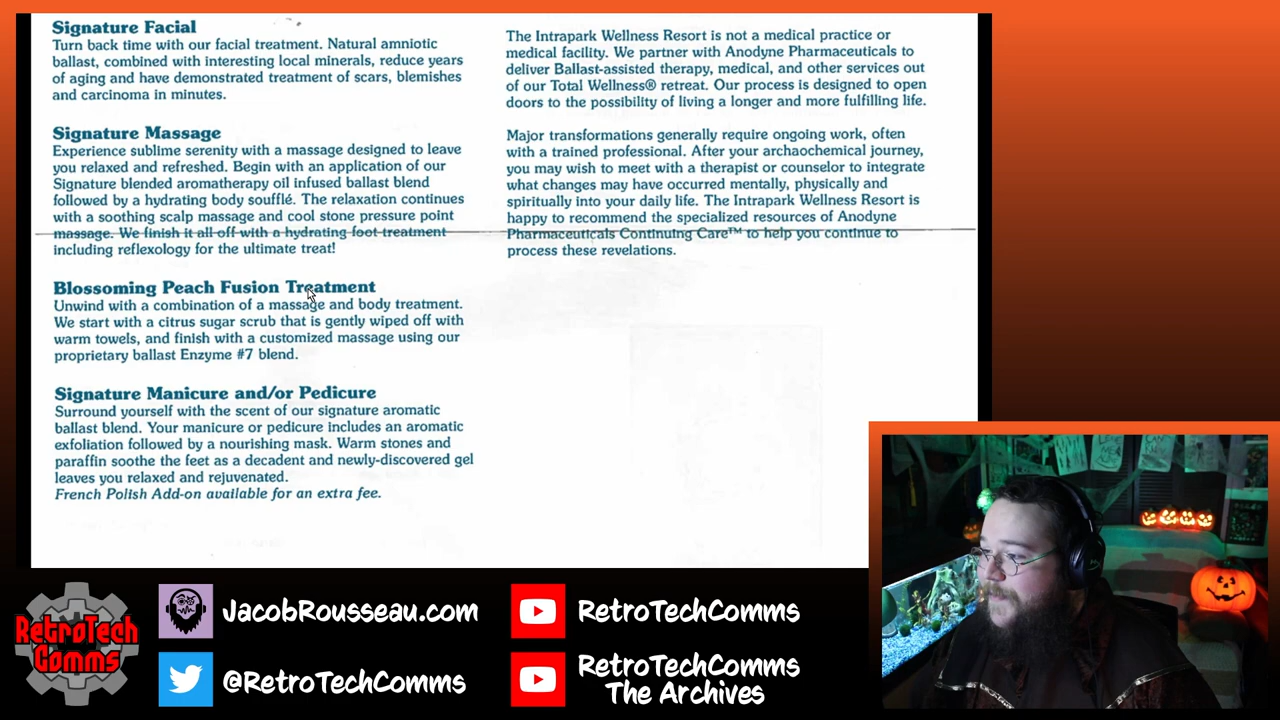 Signature Facial
Turn back time with our facial treatment. Natural amniotic
ballast, combined with interesting local minerals, reduce years
of aging and have demonstrated treatment of scars, blemishes
and carcinoma in minutes.
Signature Massage
Experience sublime serenity with a massage designed to leave
you relaxed and refreshed. Begin with an application of our
Signature blended aromatherapy oil infused ballast blend
followed by a hydrating body soufflé. The relaxation continues
with a soothing scalp massage and cool stone pressure point
massage. We finish it all off with a hydrating foot treatment
including reflexology for the ultimate treat!
Blossoming Peach Fusion Treatment
Unwind with a combination of a massage and body treatment.
We start with a citrus sugar scrub that is gently wiped off with
warm towels, and finish with a customized massage using our
proprietary ballast Enzyme #7 blend.
Signature Manicure and/or Pedicure
Surround yourself with the scent of our signature aromatic
ballast blend. Your manicure or pedicure includes an aromatic
exfoliation followed by a nourishing mask. Warm stones and
paraffin soothe the feet as a decadent and newly-discovered gel
leaves you relaxed and rejuvenated.
French Polish Add-on available for an extra fee.
The Intrapark Wellness Resort is not a medical practice or
medical facility. We partner with Anodyne Pharmaceuticals to
deliver Ballast-assisted therapy, medical, and other services out
of our Total Wellness® retreat. Our process is designed to open
doors to the possibility of living a longer and more fulfilling life.
Major transformations generally require ongoing work, often
with a trained professional. After your archaochemical journey,
you may wish to meet with a therapist or counselor to integrate
what changes may have occurred mentally, physically and
spiritually into your daily life. The Intrapark Wellness Resort is
happy to recommend the specialized resources of Anodyne
Pharmaceuticals Continuing Care™ to help you continue to
process these revelations.
RetroTech
Comms
JacobRousseau.com
@RetroTechComms
RetroTechComms
RetroTechComms
The Archives